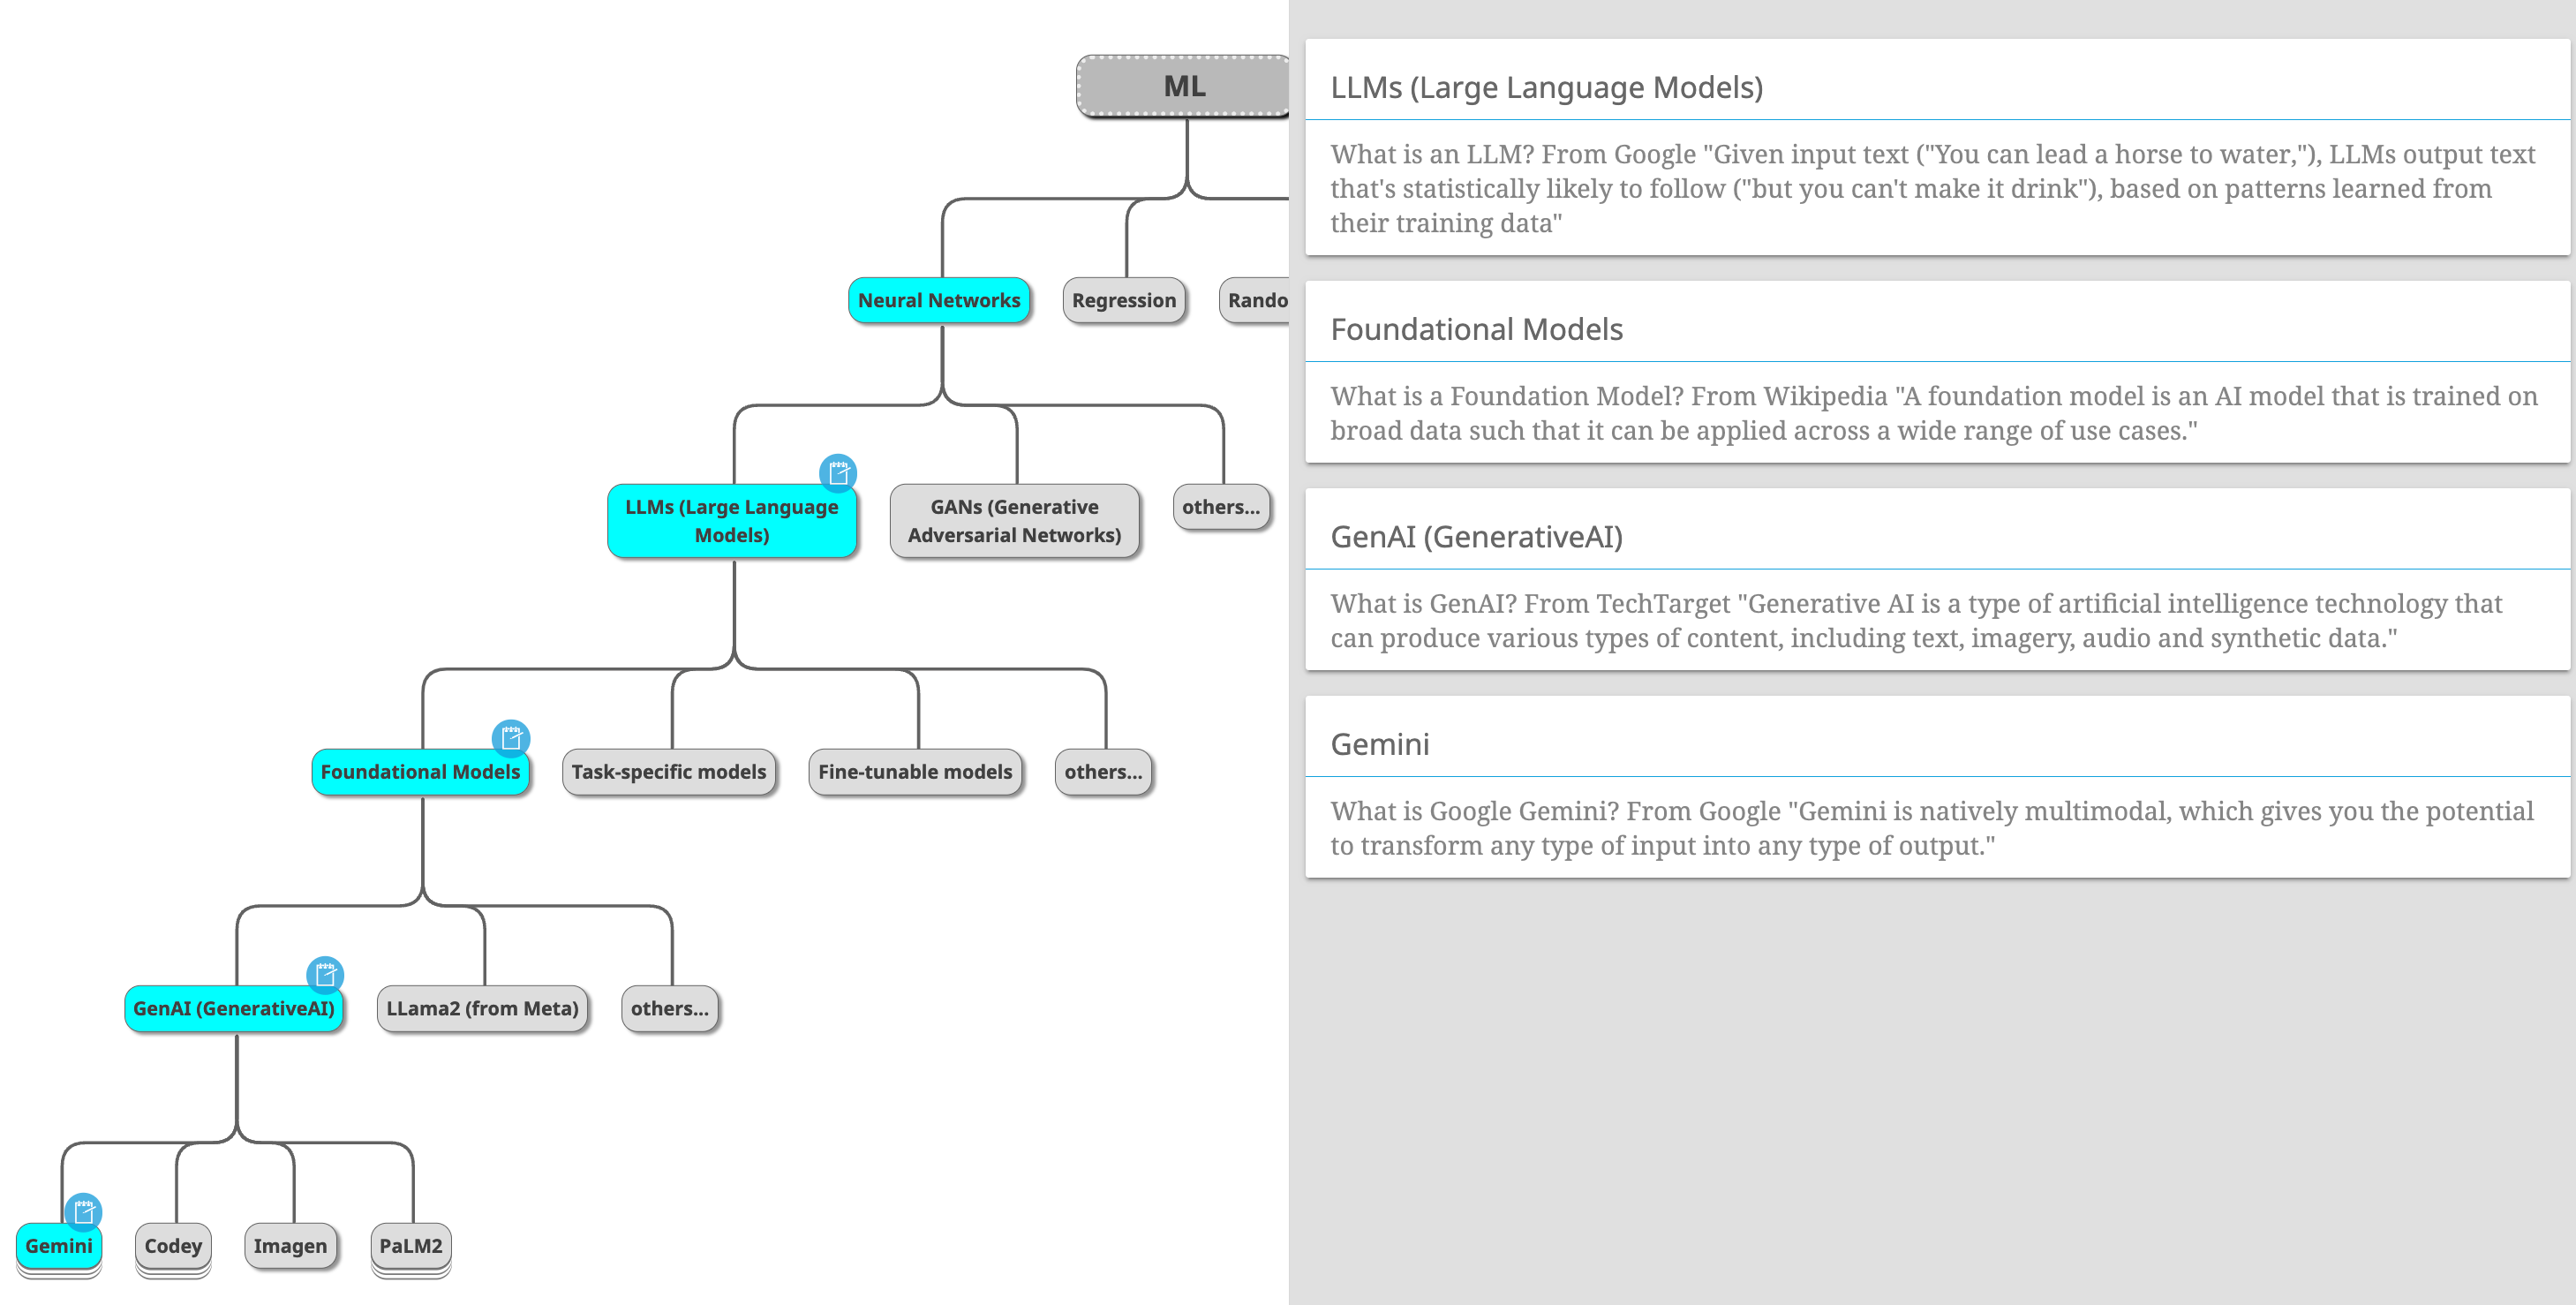 ML
Neural Networks
Regression
Rando
LLMs (Large Language
Models)
GANs (Generative
Adversarial Networks)
others...
Foundational Models
Task-specific models
Fine-tunable models
others...
GenAI (GenerativeAI)
LLama2 (from Meta)
others...
Gemini
Codey
Imagen
PaLM2
LLMs (Large Language Models)
What is an LLM? From Google "Given input text ("You can lead a horse to water,"), LLMs output text
that's statistically likely to follow ("but you can't make it drink"), based on patterns learned from
their training data"
Foundational Models
What is a Foundation Model? From Wikipedia "A foundation model is an AI model that is trained on
broad data such that it can be applied across a wide range of use cases."
GenAI (GenerativeAI)
What is GenAI? From TechTarget "Generative AI is a type of artificial intelligence technology that
can produce various types of content, including text, imagery, audio and synthetic data."
Gemini
What is Google Gemini? From Google "Gemini is natively multimodal, which gives you the potential
to transform any type of input into any type of output."